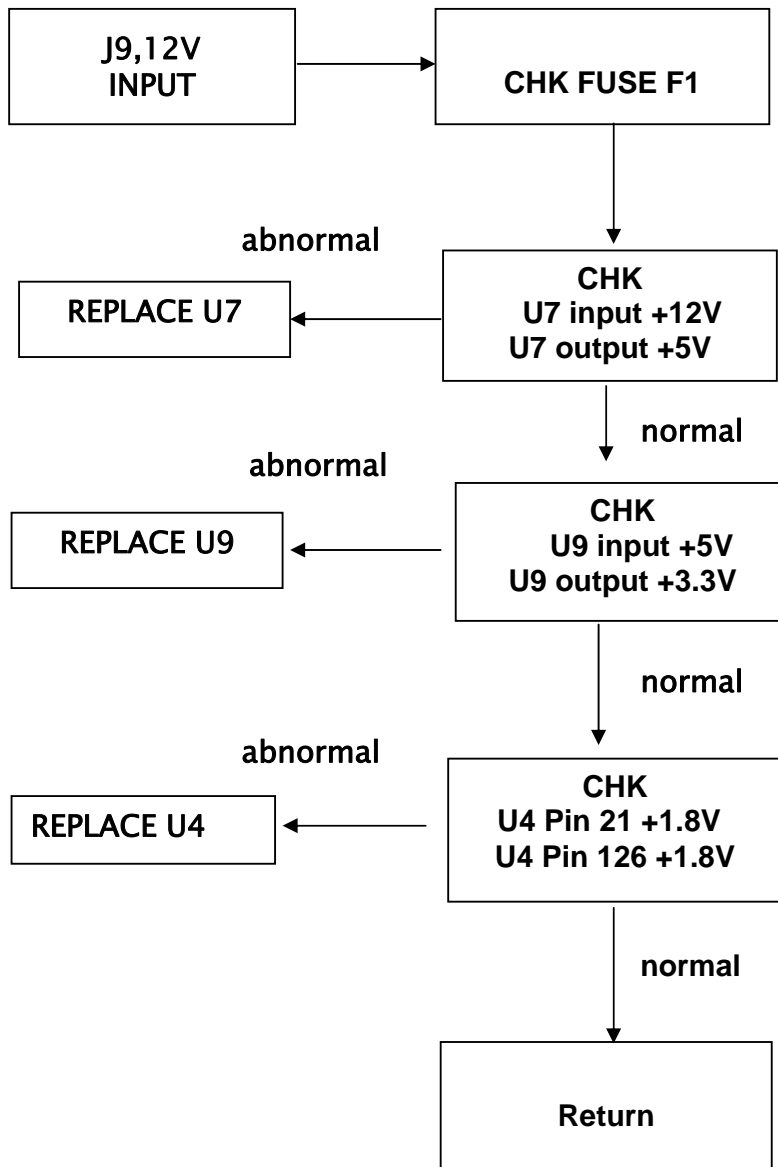 J9,12V
INPUT
CHK FUSE F1
abnormal
CHK
U7 input +12V
U7 output +5V
REPLACE U7
normal
abnormal
CHK
U9 input +5V
U9 output +3.3V
REPLACE U9
normal
abnormal
CHK
U4 Pin 21 +1.8V
U4 Pin 126 +1.8V
REPLACE U4
normal
Return